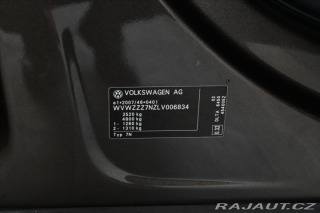 VOLKSWAGEN AG
e1*2007/46*0401
WVWZZZ7NZLV006834
2530 kg
4600 kg
1- 1260 kg
2- 1310 kg
Typ 7N
RAJAUT.CZ